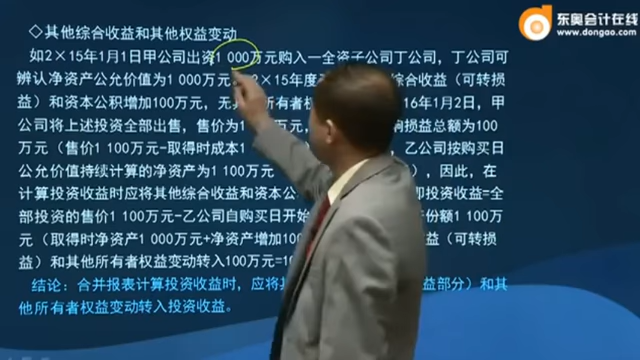 东奥会计在线
www.dongao.com
◇其他综合收益和其他权益变动
如2×15年1月1日甲公司出资1 000万元购入一全资子公司丁公司，丁公司可
辨认净资产公允价值为1 000万元 2×15年度 综合收益（可转损
益）和资本公积增加100万元，无 所有者权 16年1月2日，甲
公司将上述投资全部出售，售价为1 损益总额为100
万元（售价1 100万元-取得时成本1 ，乙公司按购买日
公允价值持续计算的净资产为1 100万元 ），因此，在
计算投资收益时应将其他综合收益和资本公 即投资收益=全
部投资的售价1 100万元-乙公司自购买日开始 份额1 100万
元（取得时净资产1 000万元+净资产增加100 （可转损
益）和其他所有者权益变动转入100万元=10
结论：合并报表计算投资收益时，应将其 益部分）和其
他所有者权益变动转入投资收益。